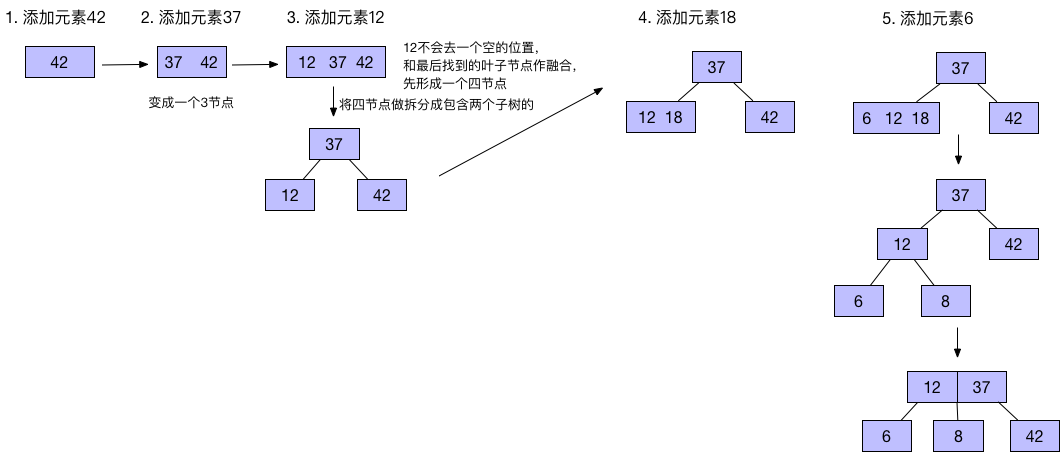 1. 添加元素42
42
2. 添加元素37
37 42
变成一个3节点
3. 添加元素12
12 37 42
12不会去一个空的位置，
和最后找到的叶子节点作融合，
先形成一个四节点
将四节点做拆分成包含两个子树的
37
12 42
4. 添加元素18
37
12 18 42
5. 添加元素6
37
6 12 18 42
37
12 42
6 8
12 37
6 8 42